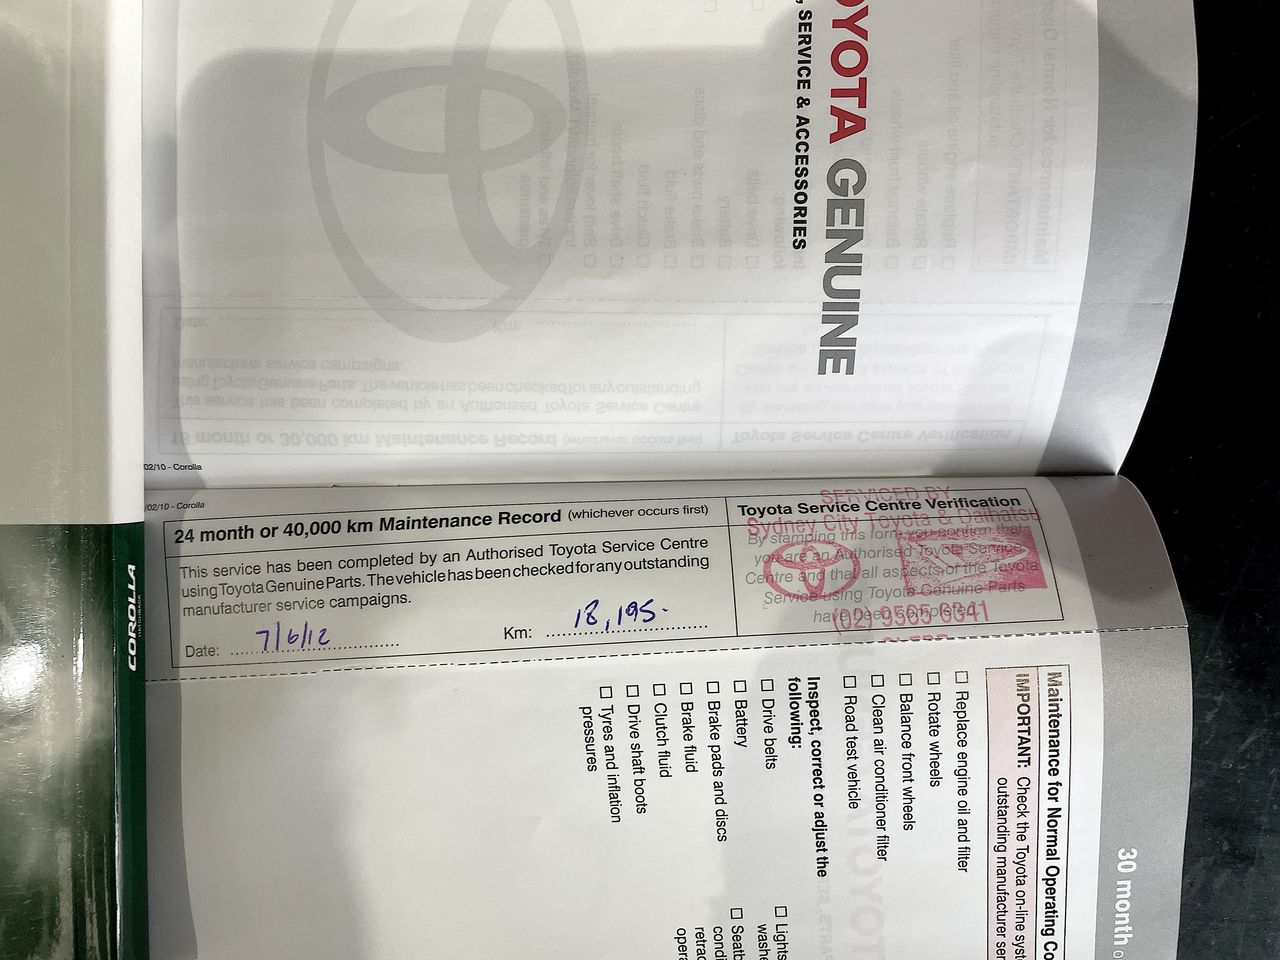 OYOTA GENUINE
, SERVICE & ACCESSORIES
02/10 - Corolla
/02/10 - Corolla
24 month or 40,000 km Maintenance Record (whichever occurs first)
This service has been completed by an Authorised Toyota Service Centre
using Toyota Genuine Parts. The vehicle has been checked for any outstanding
manufacturer service campaigns.
Date: 7/6/12
Km: 18,195.
Toyota Service Centre Verification
By stamping this form you confirm that
you are an Authorised Toyota Service
Centre and that all aspects of the Toyota
Service using Toyota Genuine Parts
have been completed
SERVICED BY
Sydney City Toyota & Daihatsu
COROLLA
30 month o
Maintenance for Normal Operating Co
IMPORTANT: Check the Toyota on-line syst
outstanding manufacturer ser
☐ Replace engine oil and filter
☐ Rotate wheels
☐ Balance front wheels
☐ Clean air conditioner filter
☐ Road test vehicle
Inspect, correct or adjust the
following:
☐ Drive belts
☐ Battery
☐ Brake pads and discs
☐ Brake fluid
☐ Clutch fluid
☐ Drive shaft boots
☐ Tyres and inflation
pressures
☐ Lights
washe
☐ Seatb
condi
retrac
opera